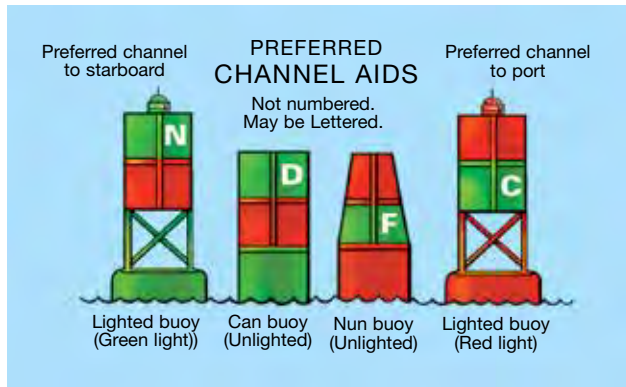 Preferred channel
to starboard
PREFERRED
CHANNEL AIDS
Not numbered.
May be Lettered.
Preferred channel
to port
N
D
F
C
Lighted buoy
(Green light))
Can buoy
(Unlighted)
Nun buoy
(Unlighted)
Lighted buoy
(Red light)